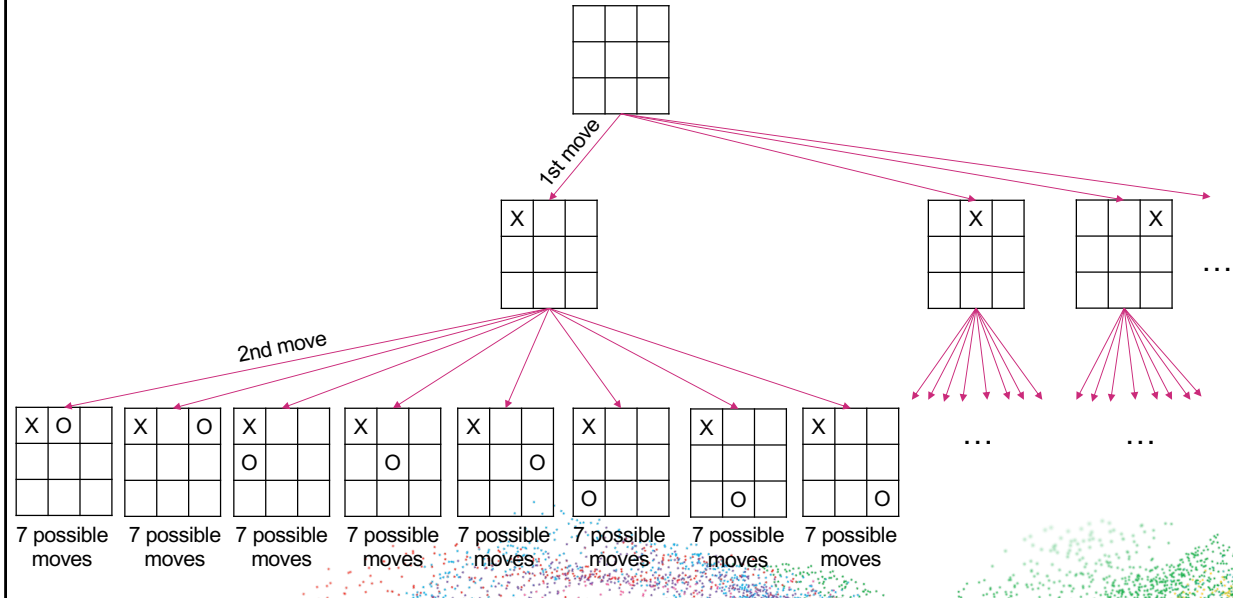 1st move
X
X
X
...
2nd move
X O
X O
X
X
X
X
X
X
O
O
O
O
O
O
...
...
7 possible
moves
7 possible
moves
7 possible
moves
7 possible
moves
7 possible
moves
7 possible
moves
7 possible
moves
7 possible
moves